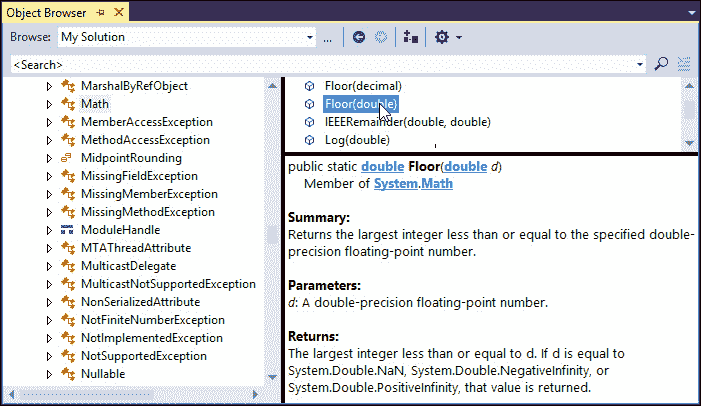 Object Browser
Browse: My Solution ...
<Search>
MarshalByRefObject
Math
MemberAccessException
MethodAccessException
MidpointRounding
MissingFieldException
MissingMemberException
MissingMethodException
ModuleHandle
MTAThreadAttribute
MulticastDelegate
MulticastNotSupportedException
NonSerializedAttribute
NotFiniteNumberException
NotImplementedException
NotSupportedException
Nullable
Floor(decimal)
Floor(double)
IEEERemainder(double, double)
Log(double)
public static double Floor(double d)
Member of System.Math
Summary:
Returns the largest integer less than or equal to the specified double-
precision floating-point number.
Parameters:
d: A double-precision floating-point number.
Returns:
The largest integer less than or equal to d. If d is equal to
System.Double.NaN, System.Double.NegativeInfinity, or
System.Double.PositiveInfinity, that value is returned.